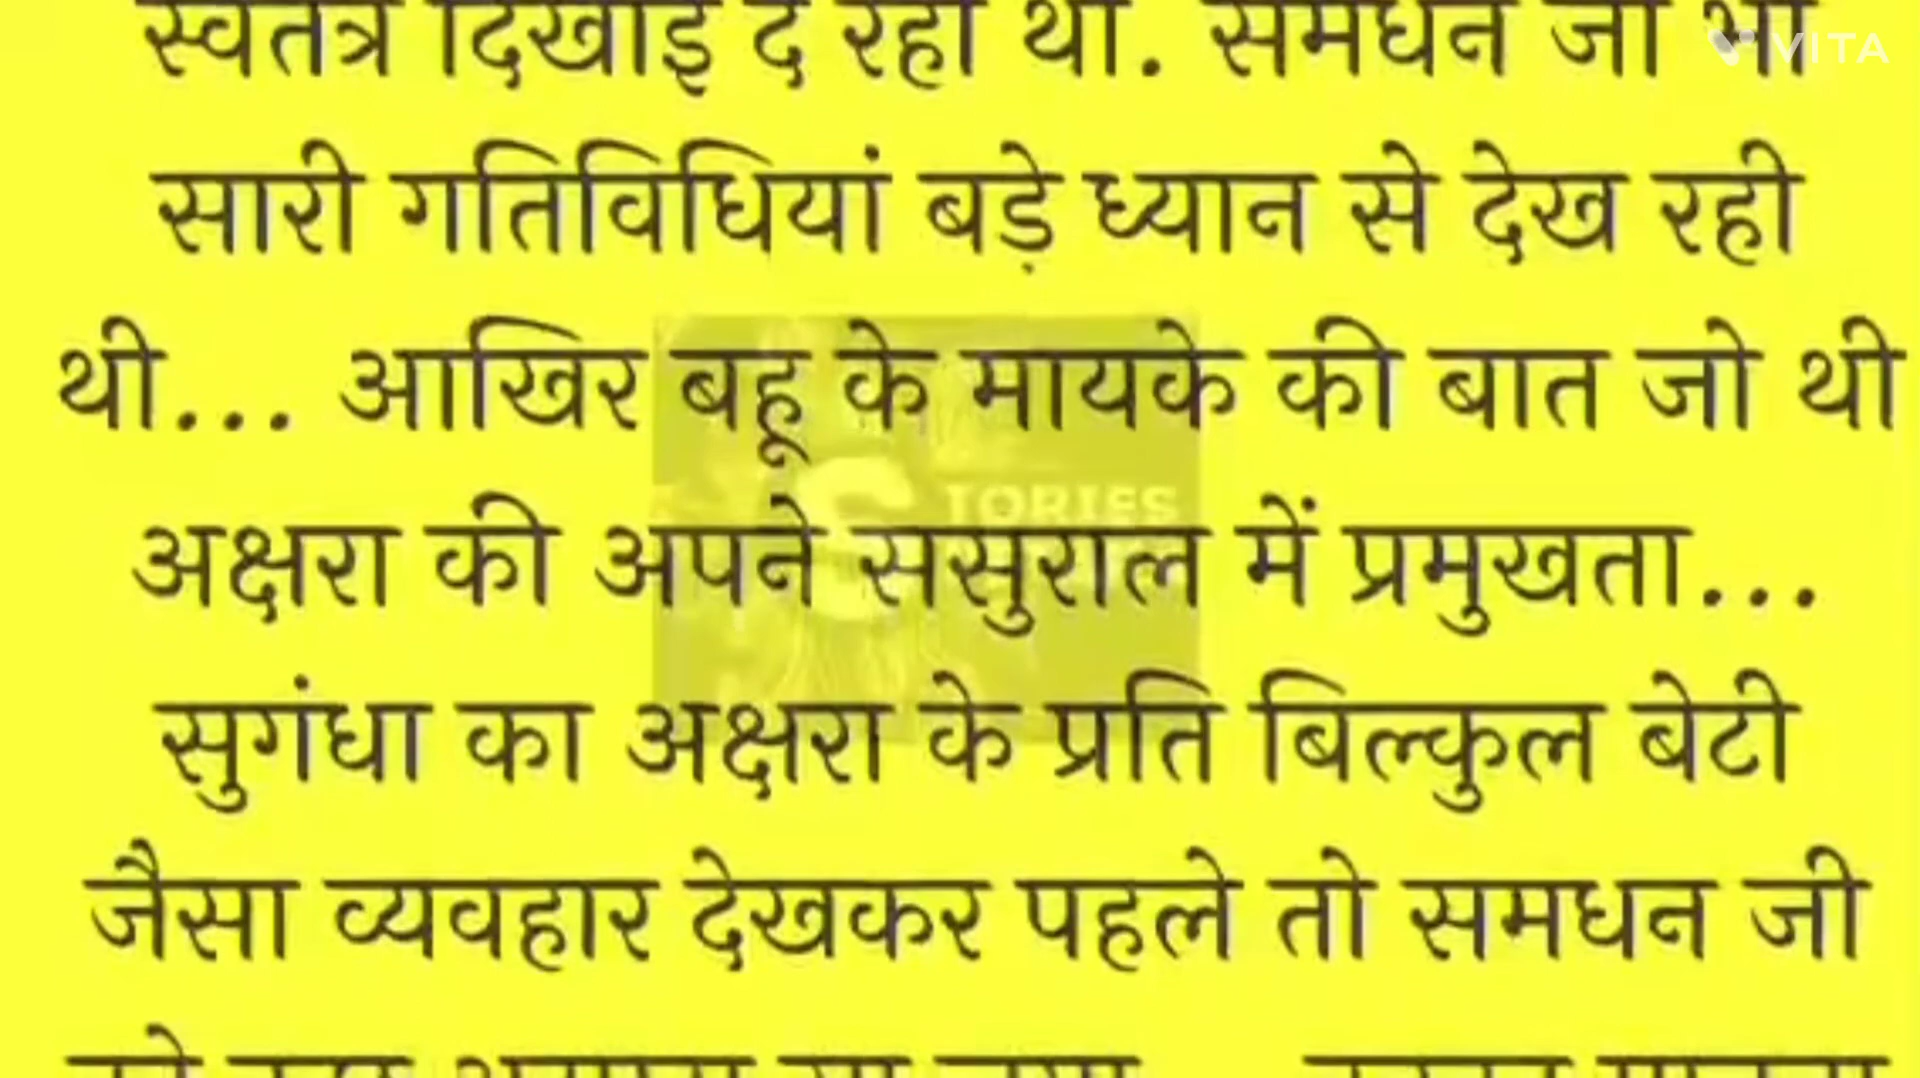 स्वतंत्र दिखाई दे रही थी. समधन जी भी
VITA
सारी गतिविधियां बड़े ध्यान से देख रही
थी... आखिर बहू के मायके की बात जो थी
STORIES
अक्षरा की अपने ससुराल में प्रमुखता...
सुगंधा का अक्षरा के प्रति बिल्कुल बेटी
जैसा व्यवहार देखकर पहले तो समधन जी